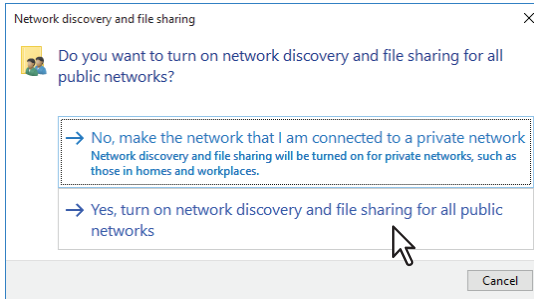 Network discovery and file sharing
Do you want to turn on network discovery and file sharing for all
public networks?
No, make the network that I am connected to a private network
Network discovery and file sharing will be turned on for private networks, such as
those in homes and workplaces.
Yes, turn on network discovery and file sharing for all public
networks
Cancel